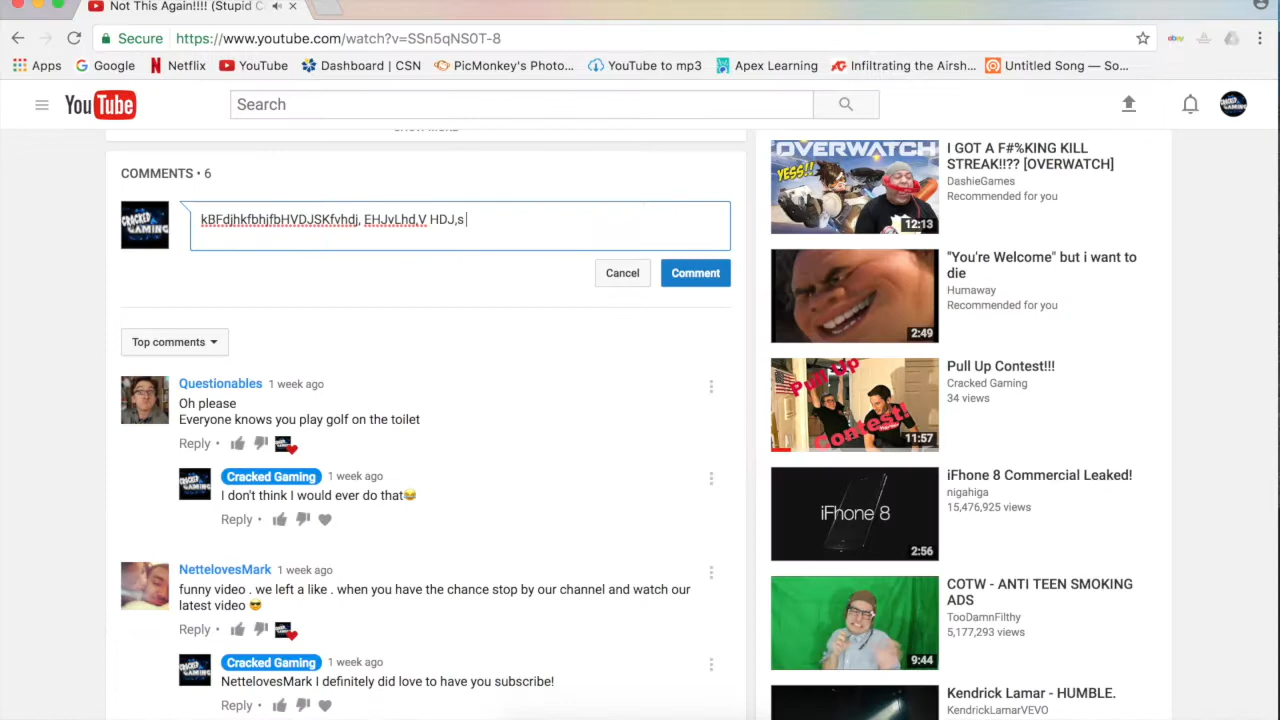 Not This Again!!!! (Stupid C
Secure https://www.youtube.com/watch?v=SSn5qNS0T-8
ebay
Apps Google Netflix YouTube Dashboard | CSN PicMonkey's Photo... YouTube to mp3 Apex Learning Infiltrating the Airsh... Untitled Song — So...
YouTube Search
COMMENTS • 6
kBFdjhkfbhjfbHVDJSKfvhdj, EHJvLhd,V HDJ,s
CRACKED GAMING
Cancel Comment
Top comments
Questionables 1 week ago
Oh please
Everyone knows you play golf on the toilet
Reply •
Cracked Gaming 1 week ago
I don't think I would ever do that😂
Reply •
NettelovesMark 1 week ago
funny video . we left a like . when you have the chance stop by our channel and watch our
latest video 😎
Reply •
Cracked Gaming 1 week ago
NettelovesMark I definitely did love to have you subscribe!
Reply •
OVERWATCH
YESS!!
12:13
I GOT A F#%KING KILL
STREAK!!?? [OVERWATCH]
DashieGames
Recommended for you
2:49
"You're Welcome" but i want to
die
Humaway
Recommended for you
Pull Up
Contest!
11:57
Pull Up Contest!!!
Cracked Gaming
34 views
iFhone 8
2:56
iFhone 8 Commercial Leaked!
nigahiga
15,476,925 views
9:44
COTW - ANTI TEEN SMOKING
ADS
TooDamnFilthy
5,177,293 views
Kendrick Lamar - HUMBLE.
KendrickLamarVEVO